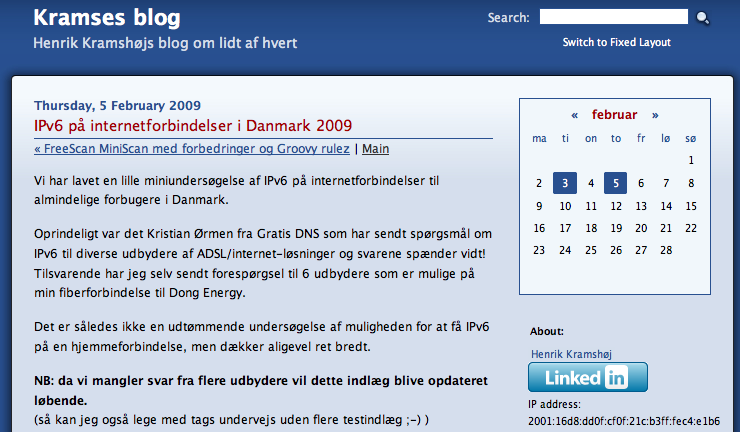 Kramses blog
Henrik Kramshøjs blog om lidt af hvert
Search:
Switch to Fixed Layout
Thursday, 5 February 2009
IPv6 på internetforbindelser i Danmark 2009
« FreeScan MiniScan med forbedringer og Groovy rulez | Main
Vi har lavet en lille miniundersøgelse af IPv6 på internetforbindelser til
almindelige forbugere i Danmark.
Oprindeligt var det Kristian Ørmen fra Gratis DNS som har sendt spørgsmål om
IPv6 til diverse udbydere af ADSL/internet-løsninger og svarene spænder vidt!
Tilsvarende har jeg selv sendt forespørgsel til 6 udbydere som er mulige på
min fiberforbindelse til Dong Energy.
Det er således ikke en udtømmende undersøgelse af muligheden for at få IPv6
på en hjemmeforbindelse, men dækker aligevel ret bredt.
NB: da vi mangler svar fra flere udbydere vil dette indlæg blive opdateret
løbende.
(så kan jeg også lege med tags undervejs uden flere testindlæg ;-) )
« februar »
ma ti on to fr lø sø
1
2 3 4 5 6 7 8
9 10 11 12 13 14 15
16 17 18 19 20 21 22
23 24 25 26 27 28
About:
Henrik Kramshøj
Linked in
IP address:
2001:16d8:dd0f:cf0f:21c:b3ff:fec4:e1b6